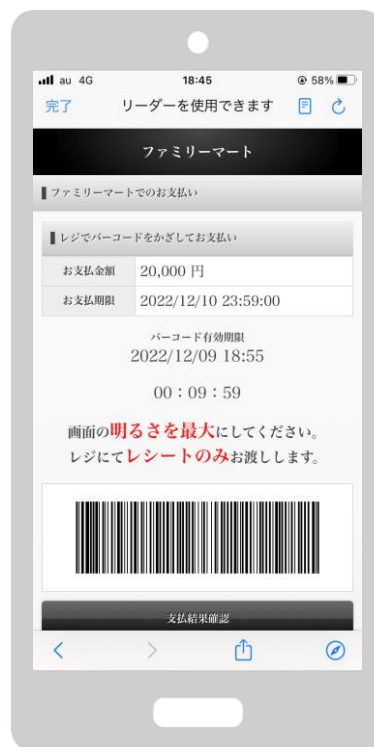 au 4G 18:45 58%
完了 リーダーを使用できます
ファミリーマート
ファミリーマートでのお支払い
レジでバーコードをかざしてお支払い
お支払金額 20,000 円
お支払期限 2022/12/10 23:59:00
バーコード有効期限
2022/12/09 18:55
00：09：59
画面の明るさを最大にしてください。
レジにてレシートのみお渡しします。
支払結果確認